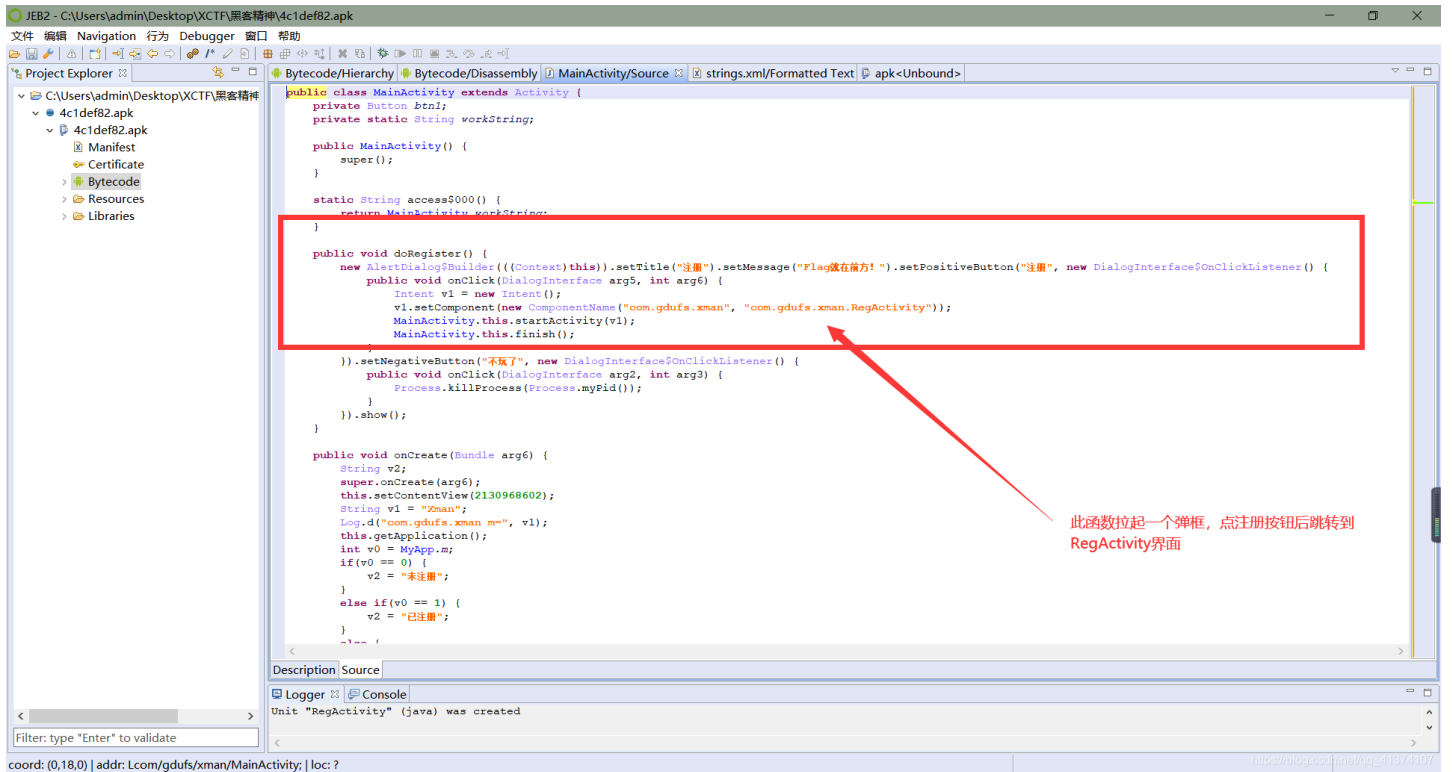 JEB2 - C:\Users\admin\Desktop\XCTF\黑客精神\4c1def82.apk
文件 编辑 Navigation 行为 Debugger 窗口 帮助
Project Explorer
Bytecode/Hierarchy Bytecode/Disassembly MainActivity/Source strings.xml/Formatted Text apk<Unbound>
C:\Users\admin\Desktop\XCTF\黑客精神
4c1def82.apk
4c1def82.apk
Manifest
Certificate
Bytecode
Resources
Libraries
public class MainActivity extends Activity {
private Button btn1;
private static String workString;
public MainActivity() {
super();
}
static String access$000() {
return MainActivity.workString;
}
public void doRegister() {
new AlertDialog$Builder(((Context)this)).setTitle("注册").setMessage("Flag就在前方!").setPositiveButton("注册", new DialogInterface$OnClickListener() {
public void onClick(DialogInterface arg5, int arg6) {
Intent v1 = new Intent();
v1.setComponent(new ComponentName("com.gdufs.xman", "com.gdufs.xman.RegActivity"));
MainActivity.this.startActivity(v1);
MainActivity.this.finish();
}).setNegativeButton("不玩了", new DialogInterface$OnClickListener() {
public void onClick(DialogInterface arg2, int arg3) {
Process.killProcess(Process.myPid());
}
}).show();
}
public void onCreate(Bundle arg6) {
String v2;
super.onCreate(arg6);
this.setContentView(2130968602);
String v1 = "Xman";
Log.d("com.gdufs.xman m=", v1);
this.getApplication();
int v0 = MyApp.m;
if(v0 == 0) {
v2 = "未注册";
}
else if(v0 == 1) {
v2 = "已注册";
}
else {
此函数拉起一个弹框，点注册按钮后跳转到
RegActivity界面
Description Source
Logger Console
Unit "RegActivity" (java) was created
Filter: type "Enter" to validate
coord: (0,18,0) | addr: Lcom/gdufs/xman/MainActivity; | loc: ?
https://blog.csdn.net/qq_41374107